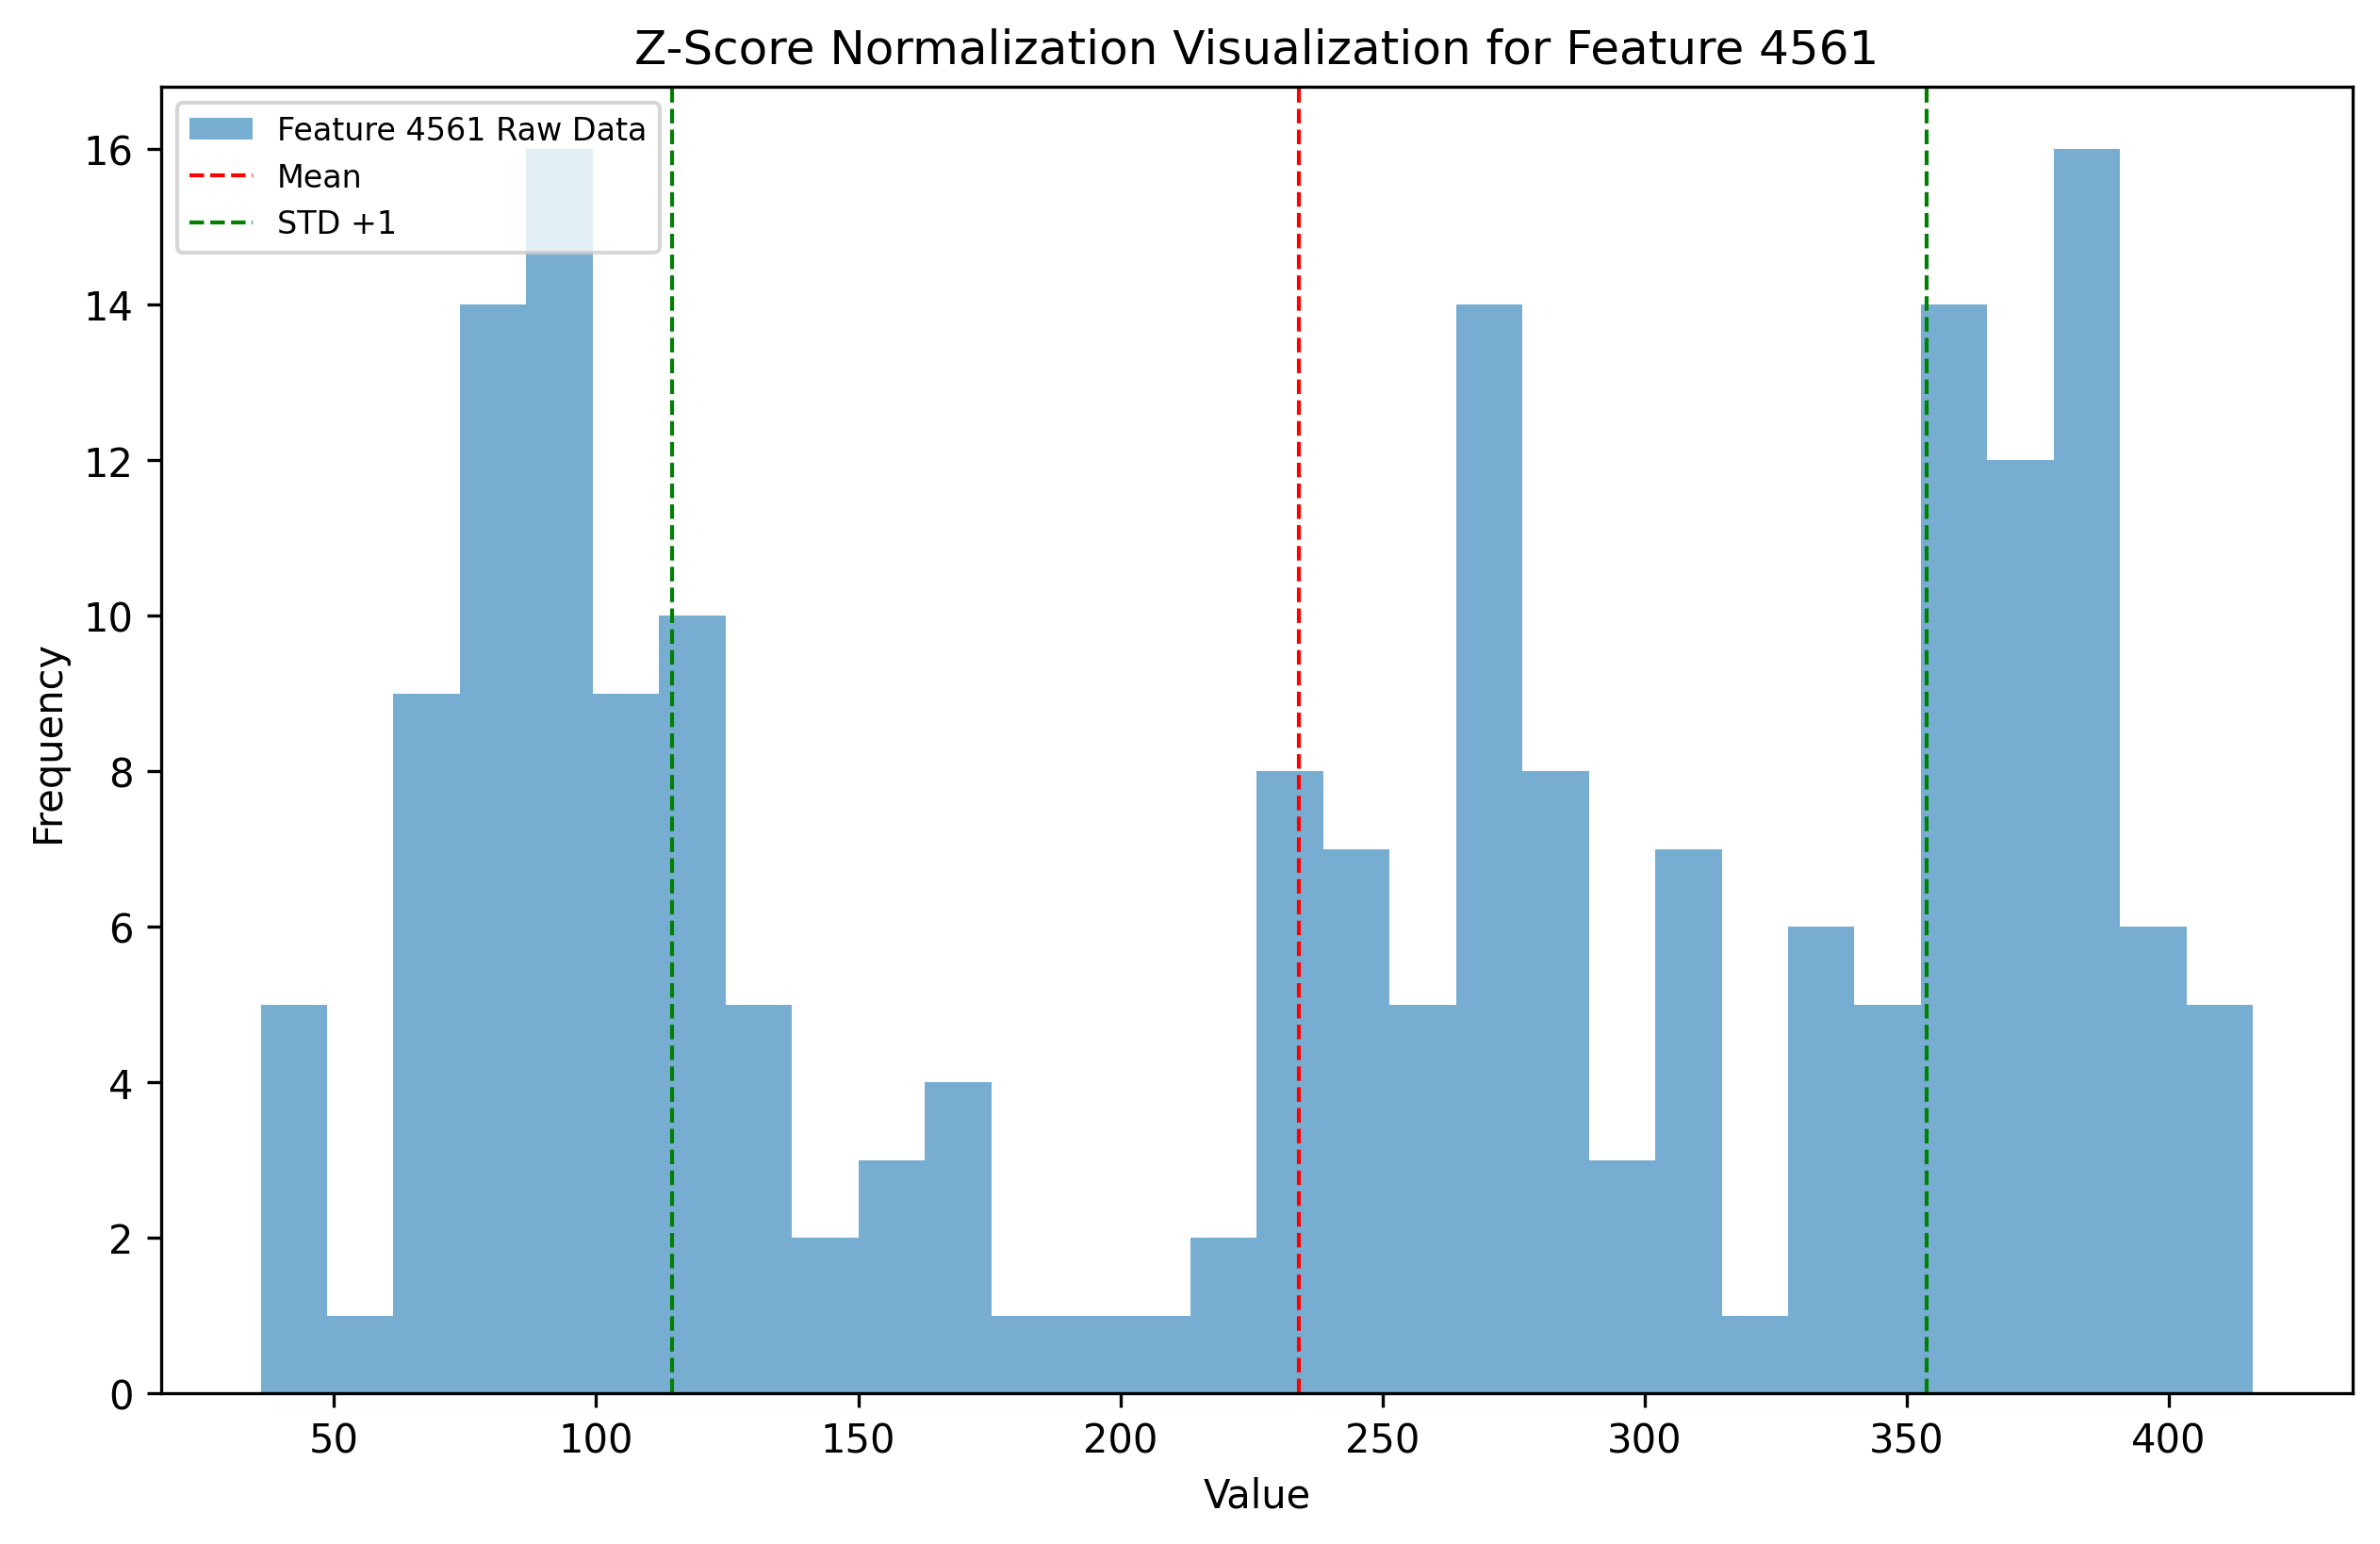 Z-Score Normalization Visualization for Feature 4561
Feature 4561 Raw Data
Mean
STD +1
16
14
12
10
8
6
4
2
0
Frequency
50 100 150 200 250 300 350 400
Value